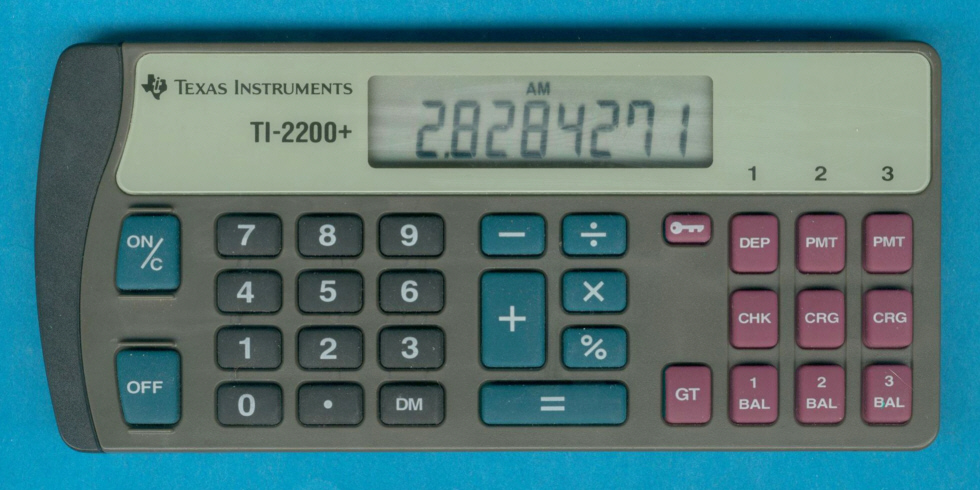 TEXAS INSTRUMENTS
TI-2200+
AM
2.8284271
1 2 3
ON/C 7 8 9 − ÷ DEP PMT PMT
4 5 6 + × CHK CRG CRG
1 2 3 %
OFF 0 . DM = GT 1 BAL 2 BAL 3 BAL